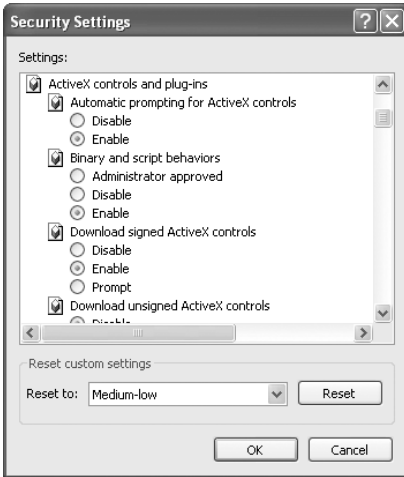 Security Settings
Settings:
ActiveX controls and plug-ins
Automatic prompting for ActiveX controls
Disable
Enable
Binary and script behaviors
Administrator approved
Disable
Enable
Download signed ActiveX controls
Disable
Enable
Prompt
Download unsigned ActiveX controls
Disable
Reset custom settings
Reset to: Medium-low Reset
OK Cancel